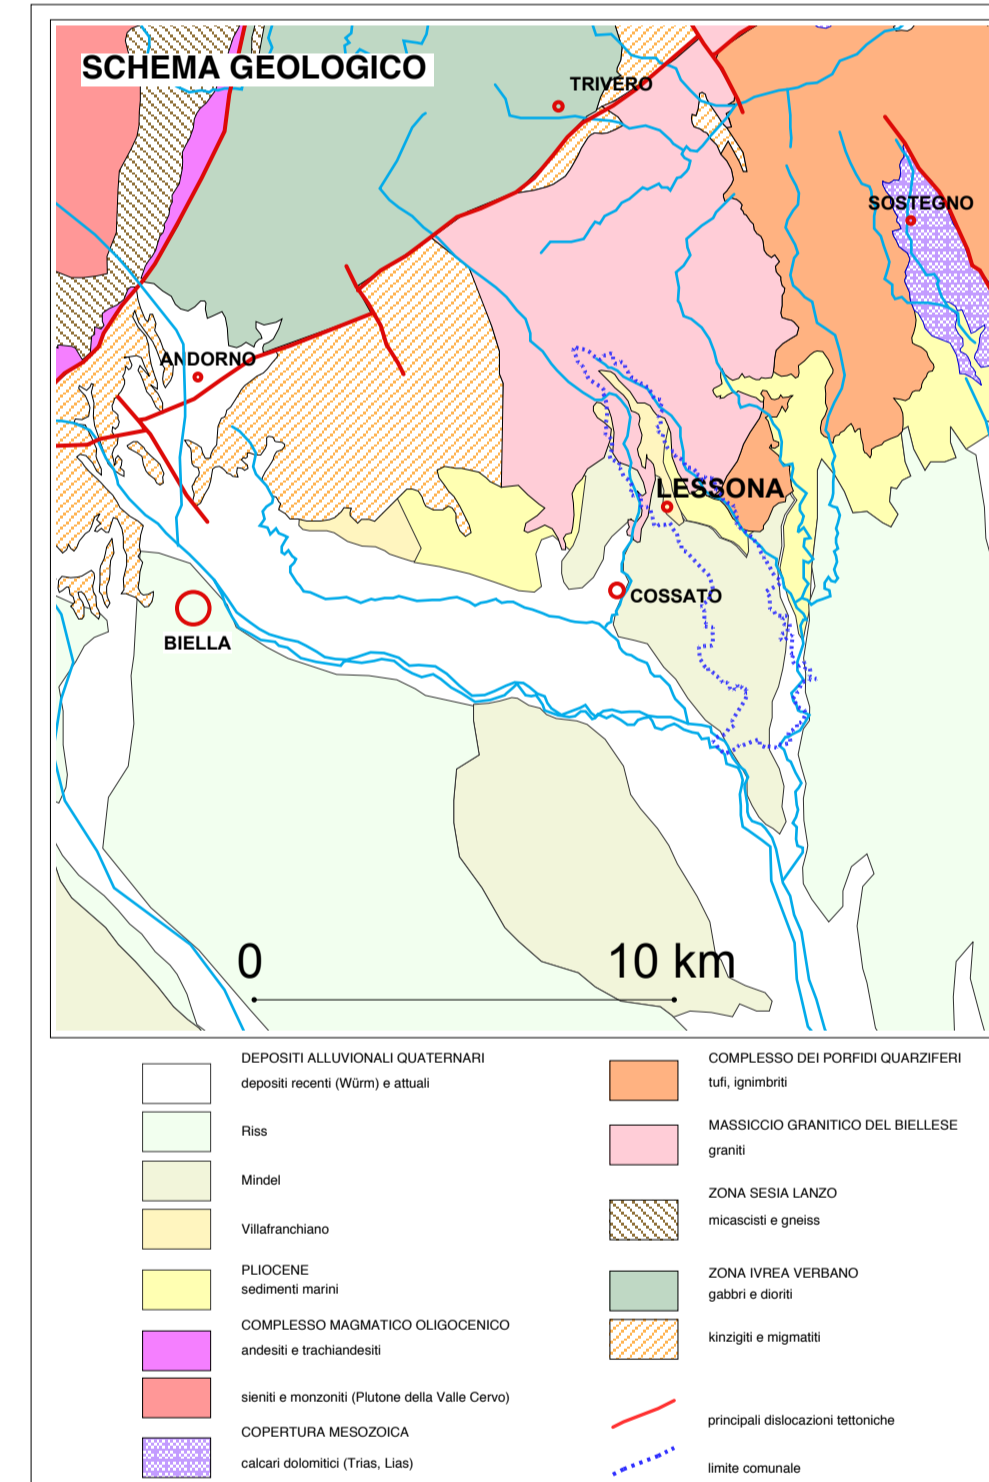 SCHEMA GEOLOGICO
TRIVERO
SOSTEGNO
ANDORNO
LESSONA
COSSATO
BIELLA
0 10 km
DEPOSITI ALLUVIONALI QUATERNARI
depositi recenti (Würm) e attuali
Riss
Mindel
Villafranchiano
PLIOCENE
sedimenti marini
COMPLESSO MAGMATICO OLIGOCENICO
andesiti e trachiandesiti
sieniti e monzoniti (Plutone della Valle Cervo)
COPERTURA MESOZOICA
calcari dolomitici (Trias, Lias)
COMPLESSO DEI PORFIDI QUARZIFERI
tufi, ignimbriti
MASSICCIO GRANITICO DEL BIELLESE
graniti
ZONA SESIA LANZO
micascisti e gneiss
ZONA IVREA VERBANO
gabbri e dioriti
kinzigiti e migmatiti
principali dislocazioni tettoniche
limite comunale